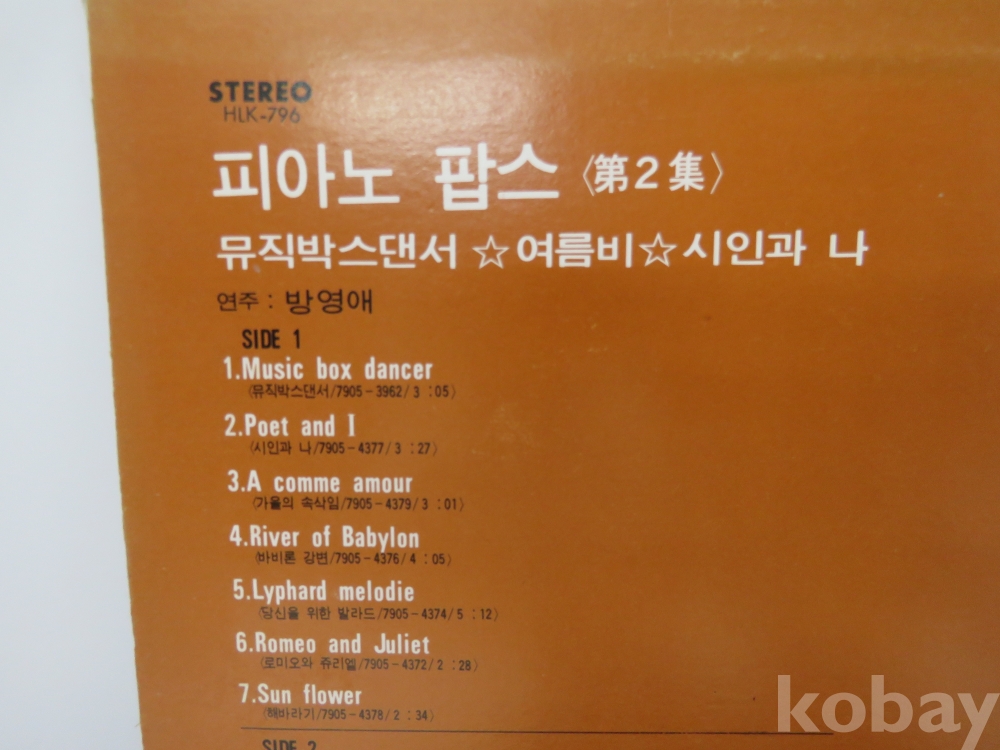 STEREO
HLK-796
피아노 팝스 〈第2集〉
뮤직박스댄서 ☆여름비☆시인과 나
연주 : 방영애
SIDE 1
1.Music box dancer
〈뮤직박스댄서/7905-3962/3 : 05〉
2.Poet and I
〈시인과 나/7905-4377/3 : 27〉
3.A comme amour
〈가을의 속삭임/7905-4379/3 : 01〉
4.River of Babylon
〈바비론 강변/7905-4376/4 : 05〉
5.Lyphard melodie
〈당신을 위한 발라드/7905-4374/5 : 12〉
6.Romeo and Juliet
〈로미오와 쥬리엘/7905-4372/2 : 28〉
7.Sun flower
〈해바라기/7905-4378/2 : 34〉
SIDE 2
kobay